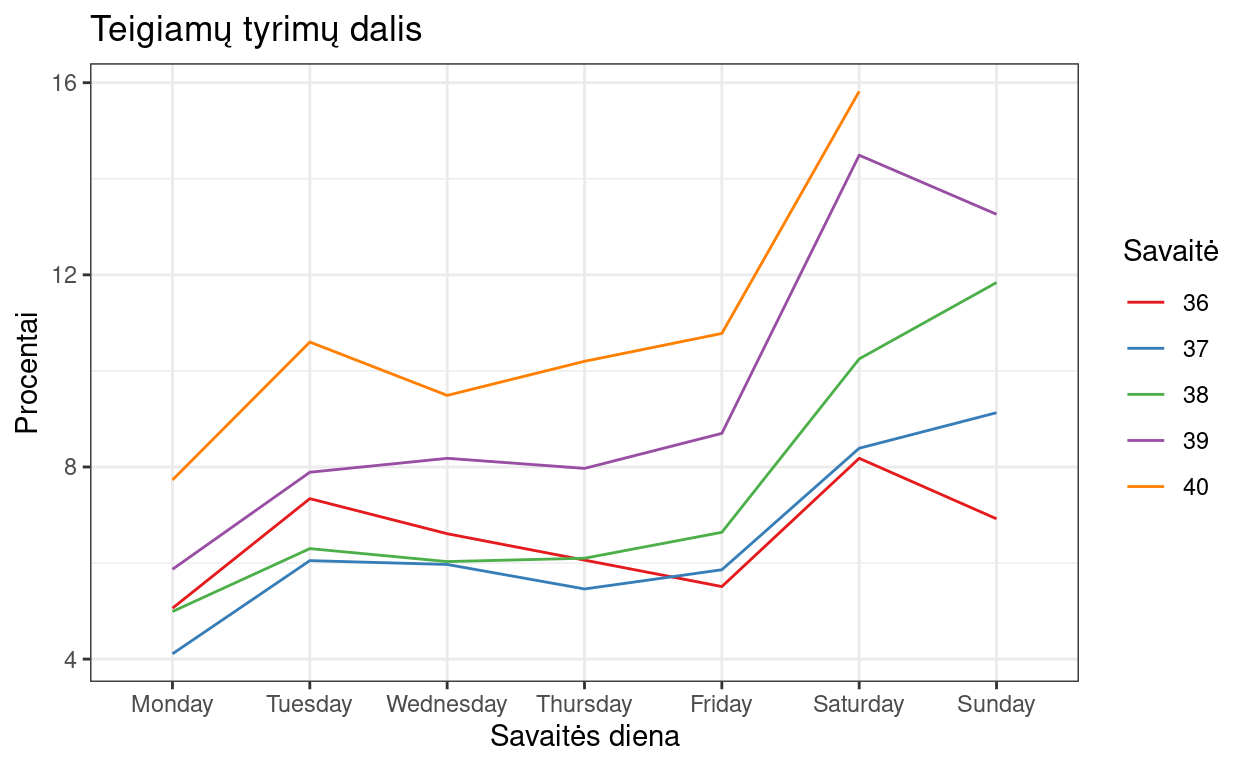 Teigiamų tyrimų dalis
Procentai
16
12
8
4
Monday Tuesday Wednesday Thursday Friday Saturday Sunday
Savaitės diena
Savaitė
36
37
38
39
40